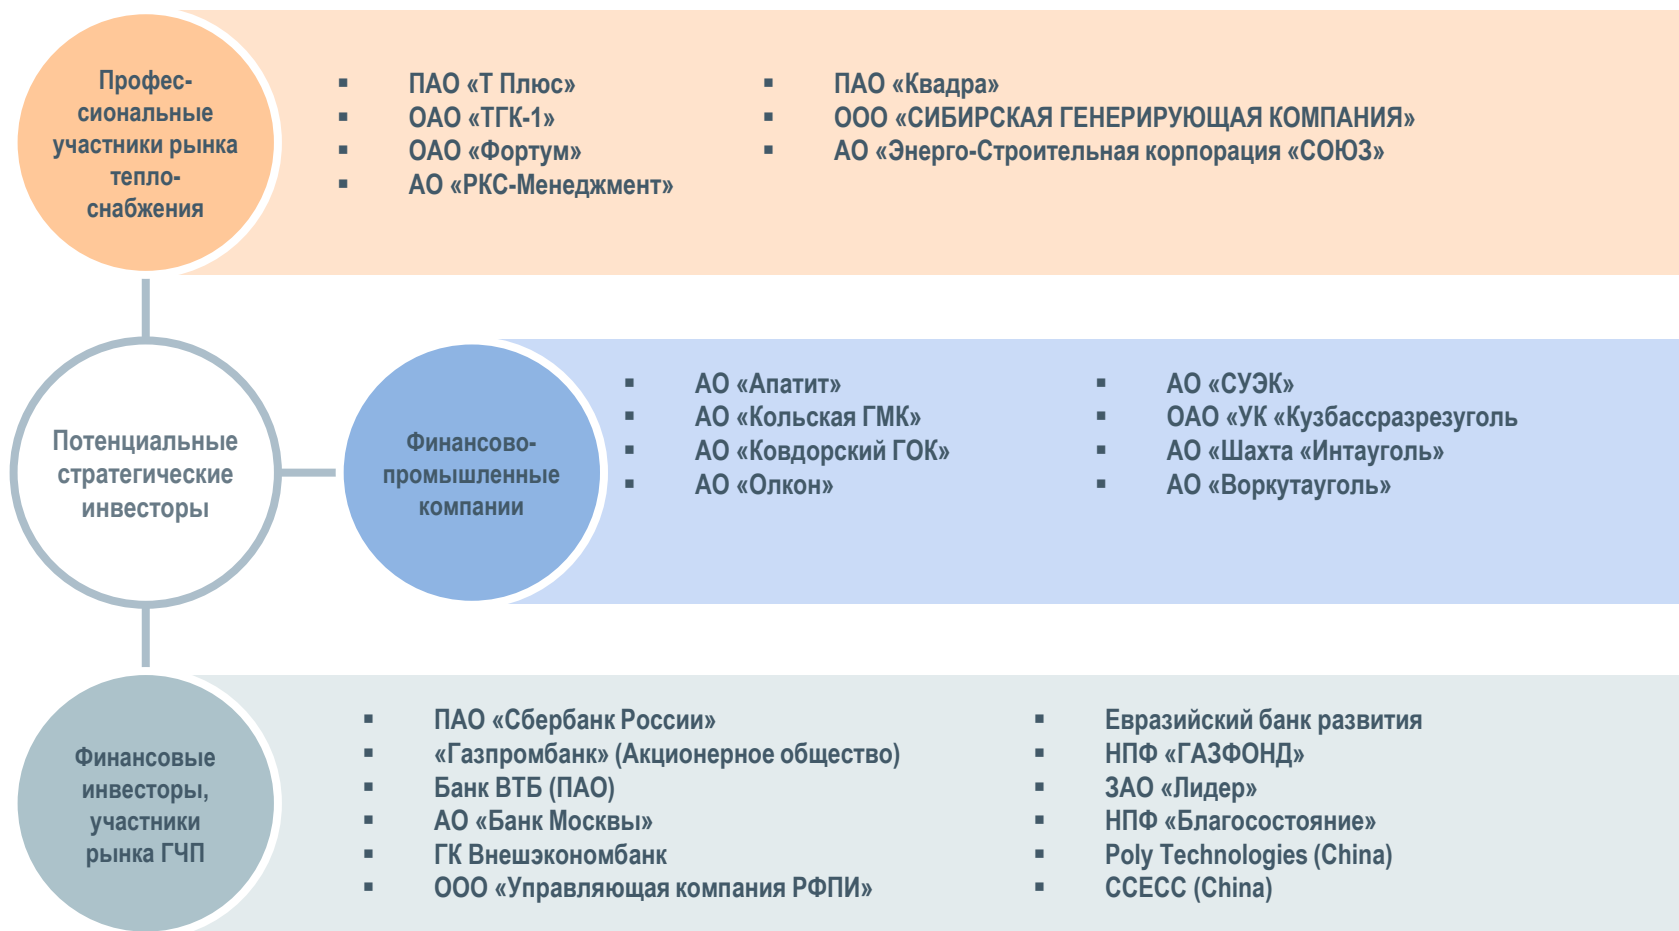 Профес-
сиональные
участники рынка
тепло-
снабжения
ПАО «Т Плюс»
ОАО «ТГК-1»
ОАО «Фортум»
АО «РКС-Менеджмент»
ПАО «Квадра»
ООО «СИБИРСКАЯ ГЕНЕРИРУЮЩАЯ КОМПАНИЯ»
АО «Энерго-Строительная корпорация «СОЮЗ»
Потенциальные
стратегические
инвесторы
Финансово-
промышленные
компании
АО «Апатит»
АО «Кольская ГМК»
АО «Ковдорский ГОК»
АО «Олкон»
АО «СУЭК»
ОАО «УК «Кузбассразрезуголь
АО «Шахта «Интауголь»
АО «Воркутауголь»
Финансовые
инвесторы,
участники
рынка ГЧП
ПАО «Сбербанк России»
«Газпромбанк» (Акционерное общество)
Банк ВТБ (ПАО)
АО «Банк Москвы»
ГК Внешэкономбанк
ООО «Управляющая компания РФПИ»
Евразийский банк развития
НПФ «ГАЗФОНД»
ЗАО «Лидер»
НПФ «Благосостояние»
Poly Technologies (China)
CCECC (China)